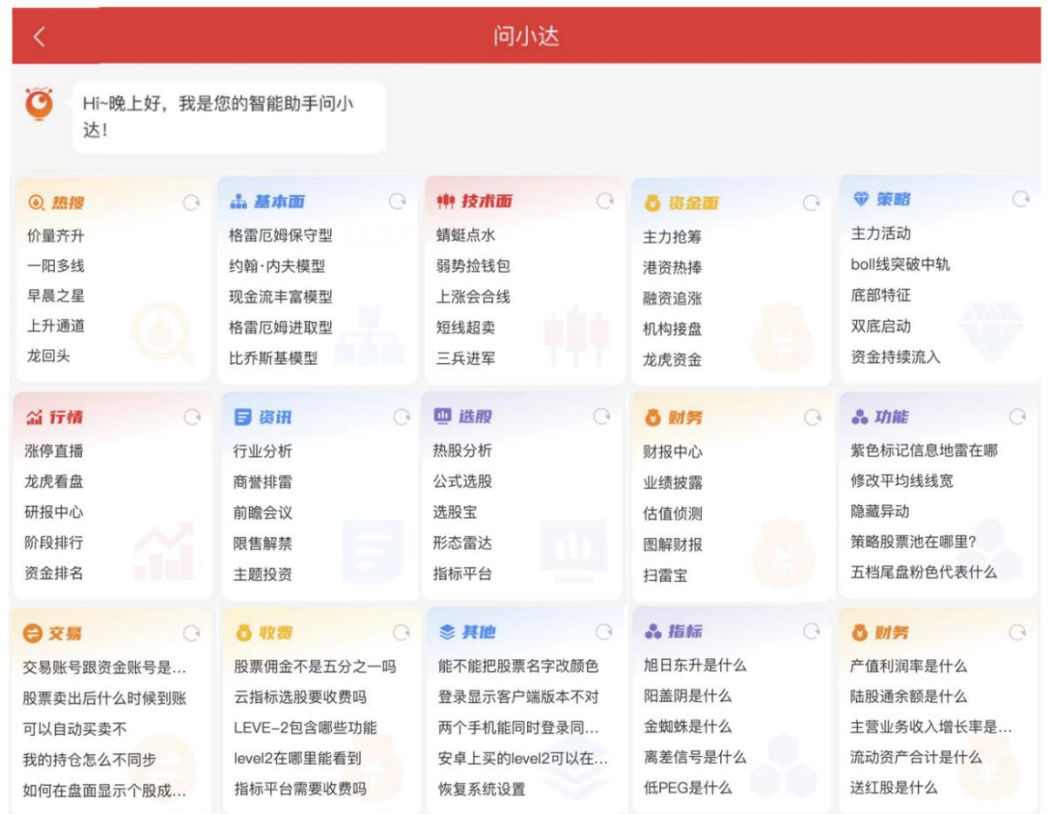 问小达
Hi~晚上好，我是您的智能助手问小
达！
热搜
价量齐升
一阳多线
早晨之星
上升通道
龙回头
基本面
格雷厄姆保守型
约翰·内夫模型
现金流丰富模型
格雷厄姆进取型
比乔斯基模型
技术面
蜻蜓点水
弱势捡钱包
上涨会合线
短线超卖
三兵进军
资金面
主力抢筹
港资热捧
融资追涨
机构接盘
龙虎资金
策略
主力活动
boll线突破中轨
底部特征
双底启动
资金持续流入
行情
涨停直播
龙虎看盘
研报中心
阶段排行
资金排名
资讯
行业分析
商誉排雷
前瞻会议
限售解禁
主题投资
选股
热股分析
公式选股
选股宝
形态雷达
指标平台
财务
财报中心
业绩披露
估值侦测
图解财报
扫雷宝
功能
紫色标记信息地雷在哪
修改平均线线宽
隐藏异动
策略股票池在哪里?
五档尾盘粉色代表什么
交易
交易账号跟资金账号是...
股票卖出后什么时候到账
可以自动买卖不
我的持仓怎么不同步
如何在盘面显示个股成...
收费
股票佣金不是五分之一吗
云指标选股要收费吗
LEVE-2包含哪些功能
level2在哪里能看到
指标平台需要收费吗
其他
能不能把股票名字改颜色
登录显示客户端版本不对
两个手机能同时登录同...
安卓上买的level2可以在...
恢复系统设置
指标
旭日东升是什么
阳盖阴是什么
金蜘蛛是什么
离差信号是什么
低PEG是什么
财务
产值利润率是什么
陆股通余额是什么
主营业务收入增长率是...
流动资产合计是什么
送红股是什么